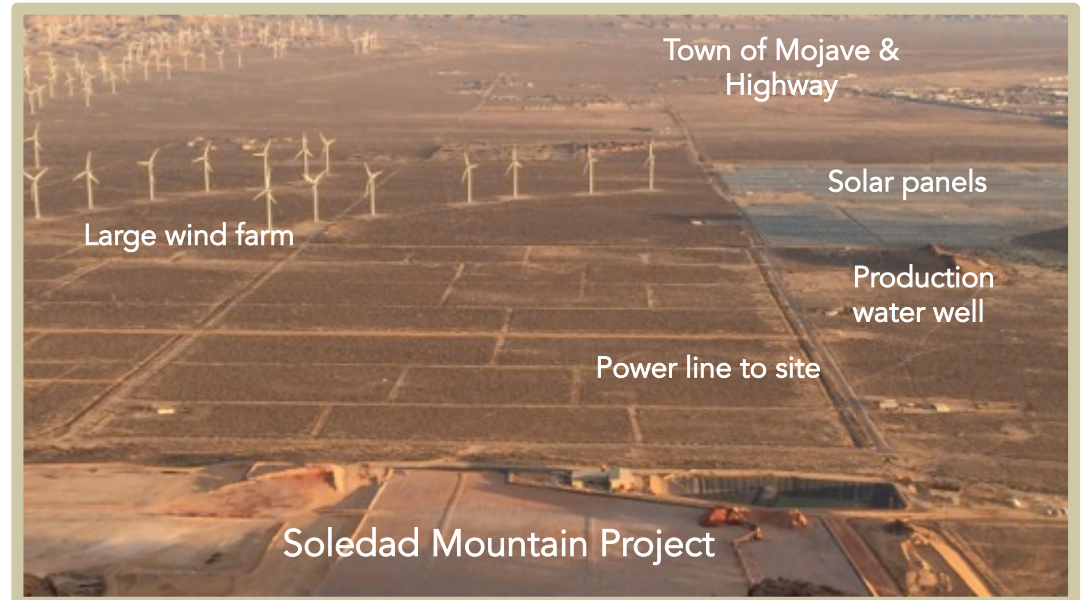 Town of Mojave &
Highway
Solar panels
Large wind farm
Production
water well
Power line to site
Soledad Mountain Project